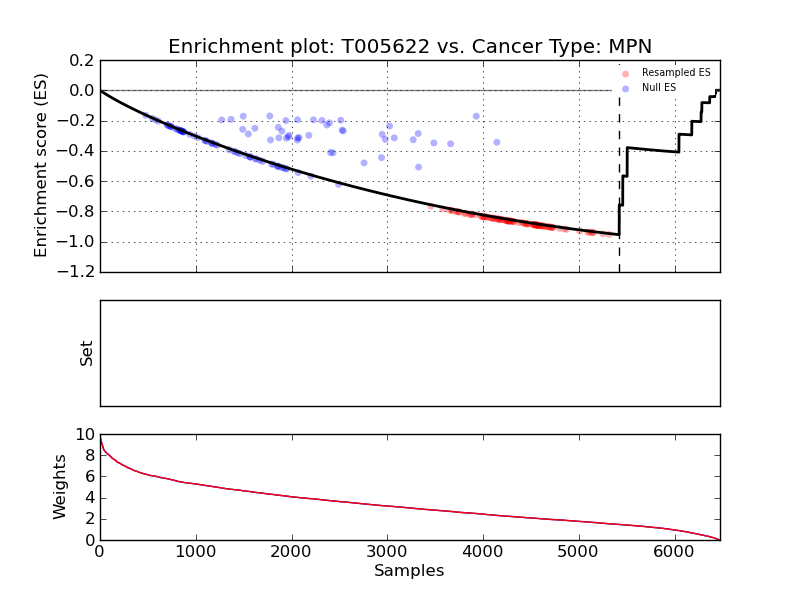 Enrichment plot: T005622 vs. Cancer Type: MPN
Enrichment score (ES)
0.2
0.0
−0.2
−0.4
−0.6
−0.8
−1.0
−1.2
Resampled ES
Null ES
Set
Weights
10
8
6
4
2
0
0 1000 2000 3000 4000 5000 6000
Samples